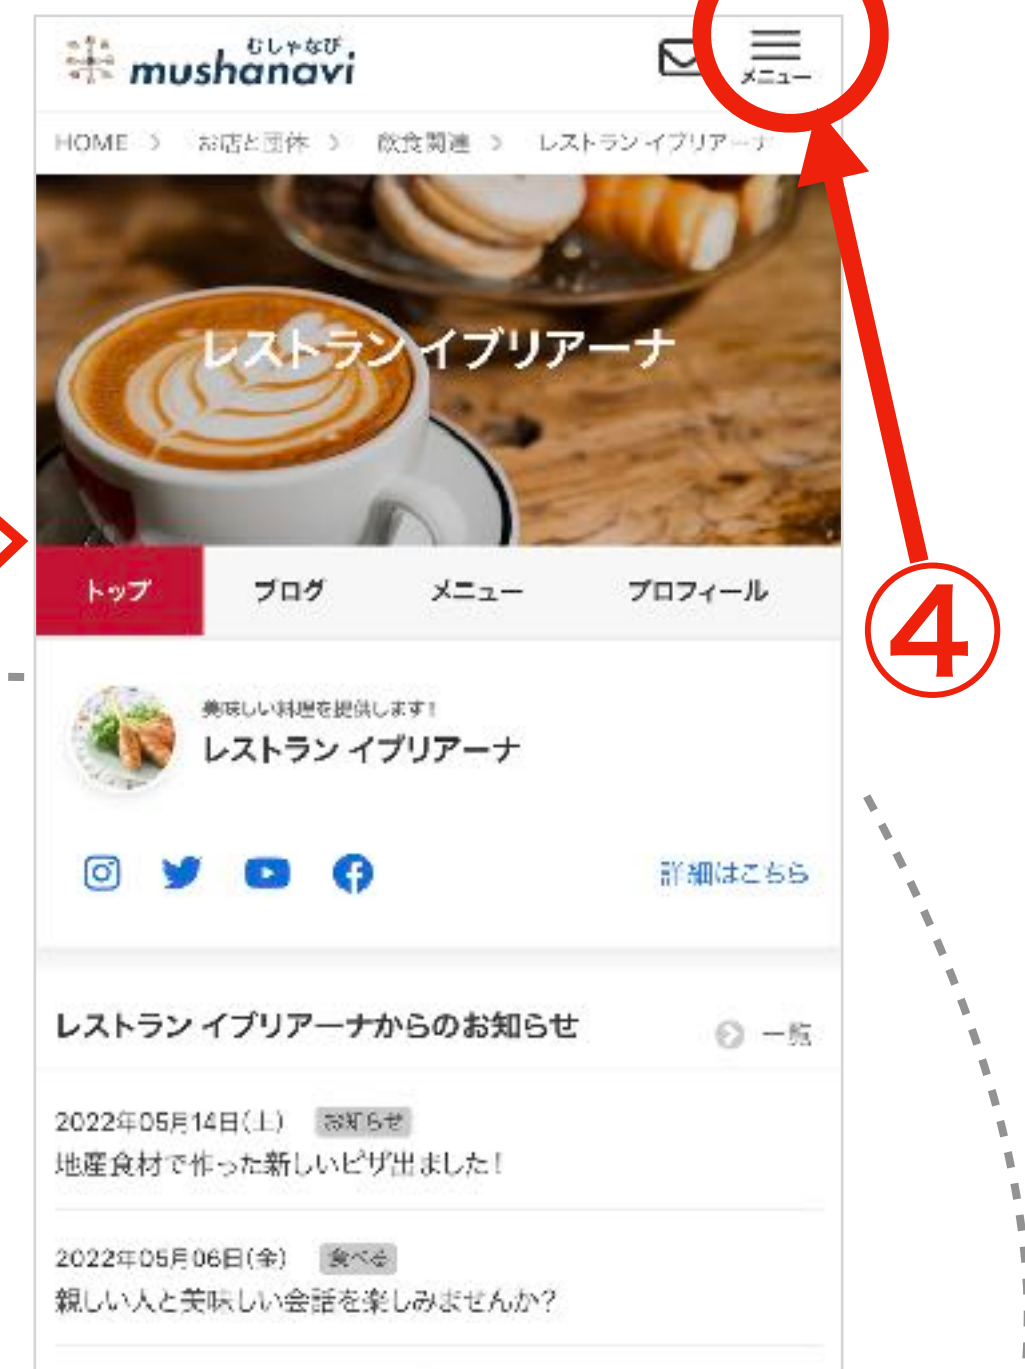 むしゃなび
mushanavi
メニュー
HOME > お店と団体 > 飲食関連 > レストラン イブリアーナ
レストラン イブリアーナ
トップ ブログ メニュー プロフィール
④
美味しい料理を提供します!
レストラン イブリアーナ
詳細はこちら
レストラン イブリアーナからのお知らせ 一覧
2022年05月14日(土) お知らせ
地産食材で作った新しいピザ出ました!
2022年05月06日(金) 食べる
親しい人と美味しい会話を楽しみませんか?